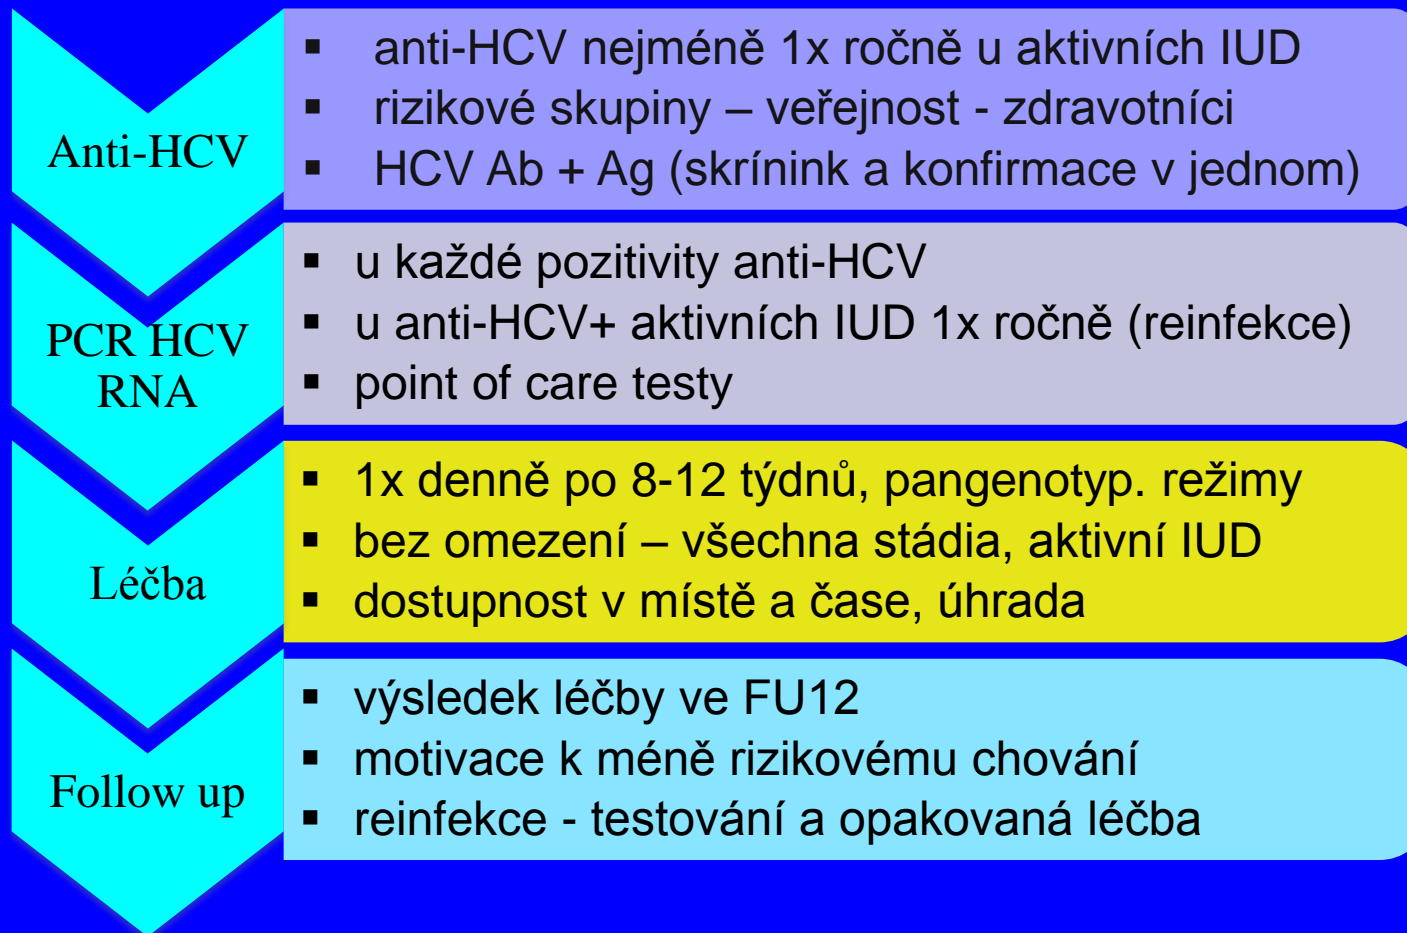 Anti-HCV
▪ anti-HCV nejméně 1x ročně u aktivních IUD
▪ rizikové skupiny – veřejnost - zdravotníci
▪ HCV Ab + Ag (skrínink a konfirmace v jednom)
PCR HCV
RNA
▪ u každé pozitivity anti-HCV
▪ u anti-HCV+ aktivních IUD 1x ročně (reinfekce)
▪ point of care testy
Léčba
▪ 1x denně po 8-12 týdnů, pangenotyp. režimy
▪ bez omezení – všechna stádia, aktivní IUD
▪ dostupnost v místě a čase, úhrada
Follow up
▪ výsledek léčby ve FU12
▪ motivace k méně rizikovému chování
▪ reinfekce - testování a opakovaná léčba